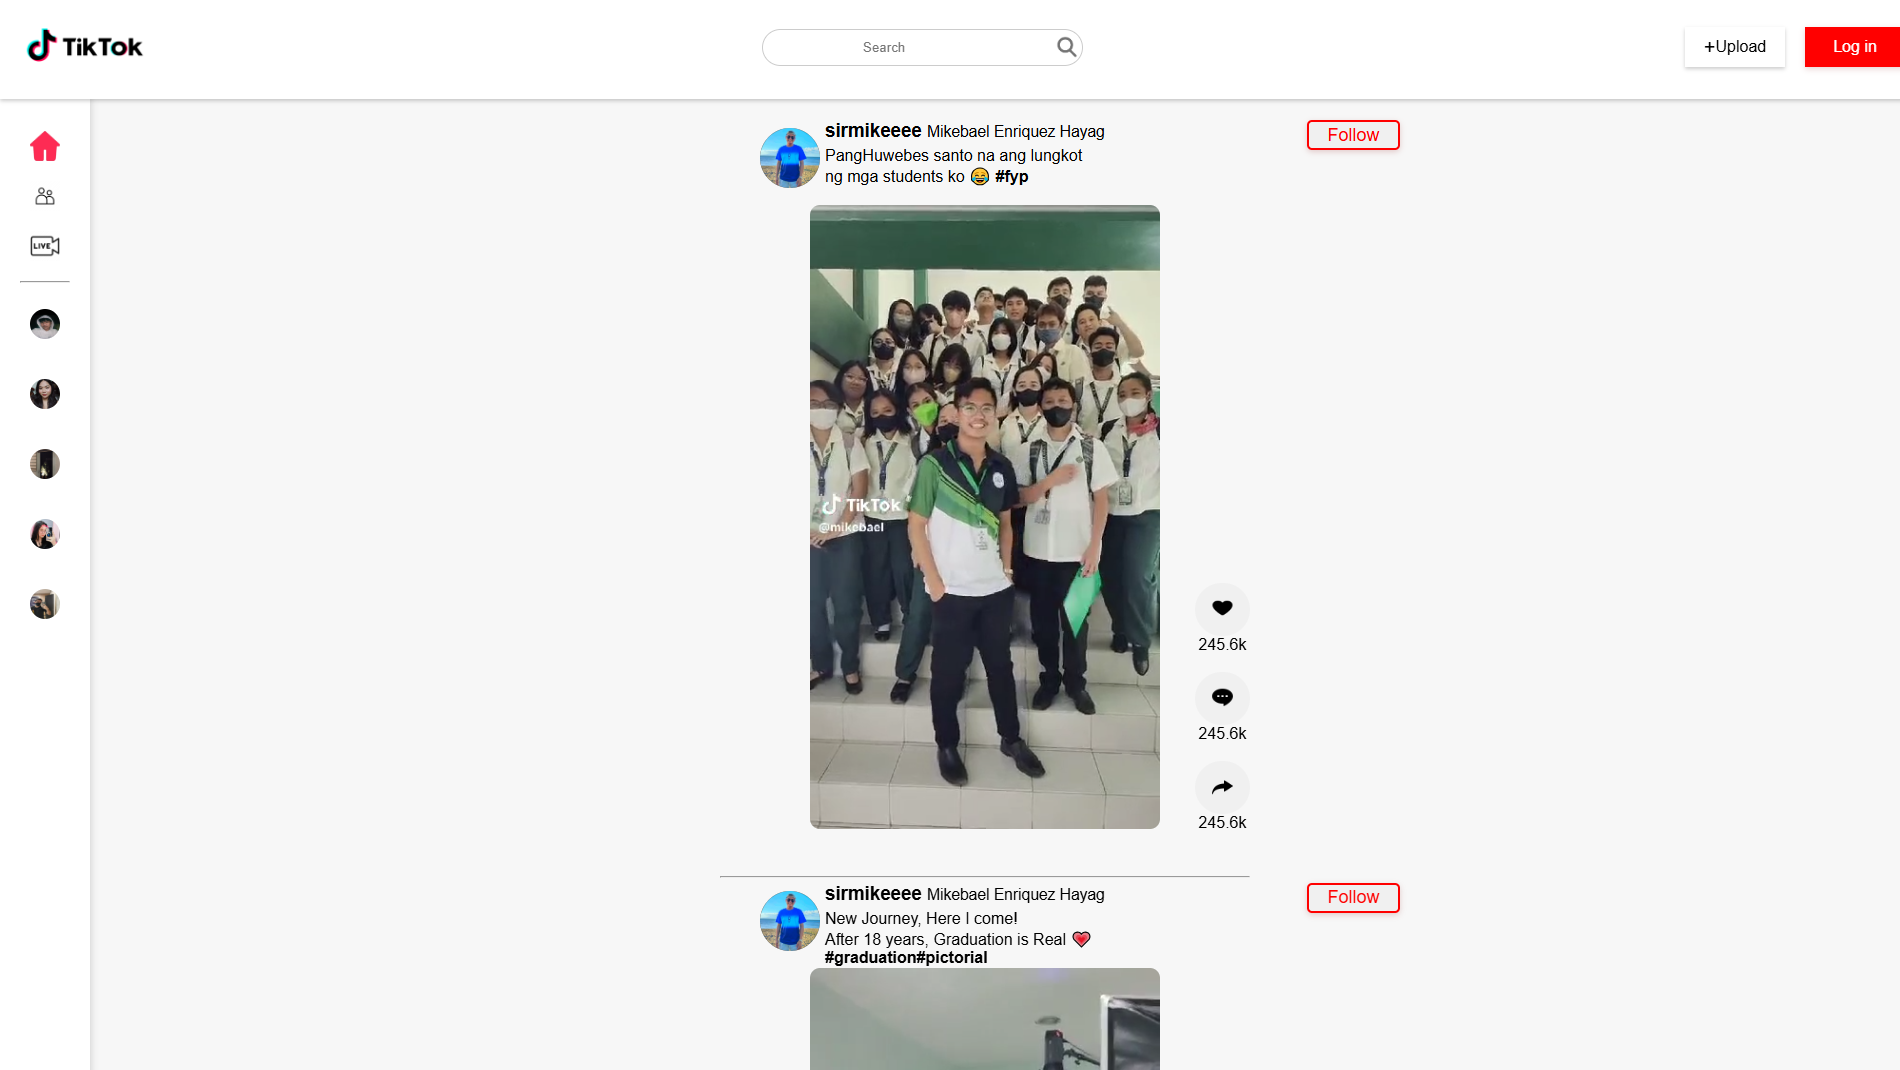 TikTok
Search
+Upload
Log in
LIVE
sirmikeeee Mikebael Enriquez Hayag
Follow
PangHuwebes santo na ang lungkot
ng mga students ko 😂 #fyp
TikTok
@mikebael
245.6k
245.6k
245.6k
sirmikeeee Mikebael Enriquez Hayag
Follow
New Journey, Here I come!
After 18 years, Graduation is Real 💗
#graduation#pictorial